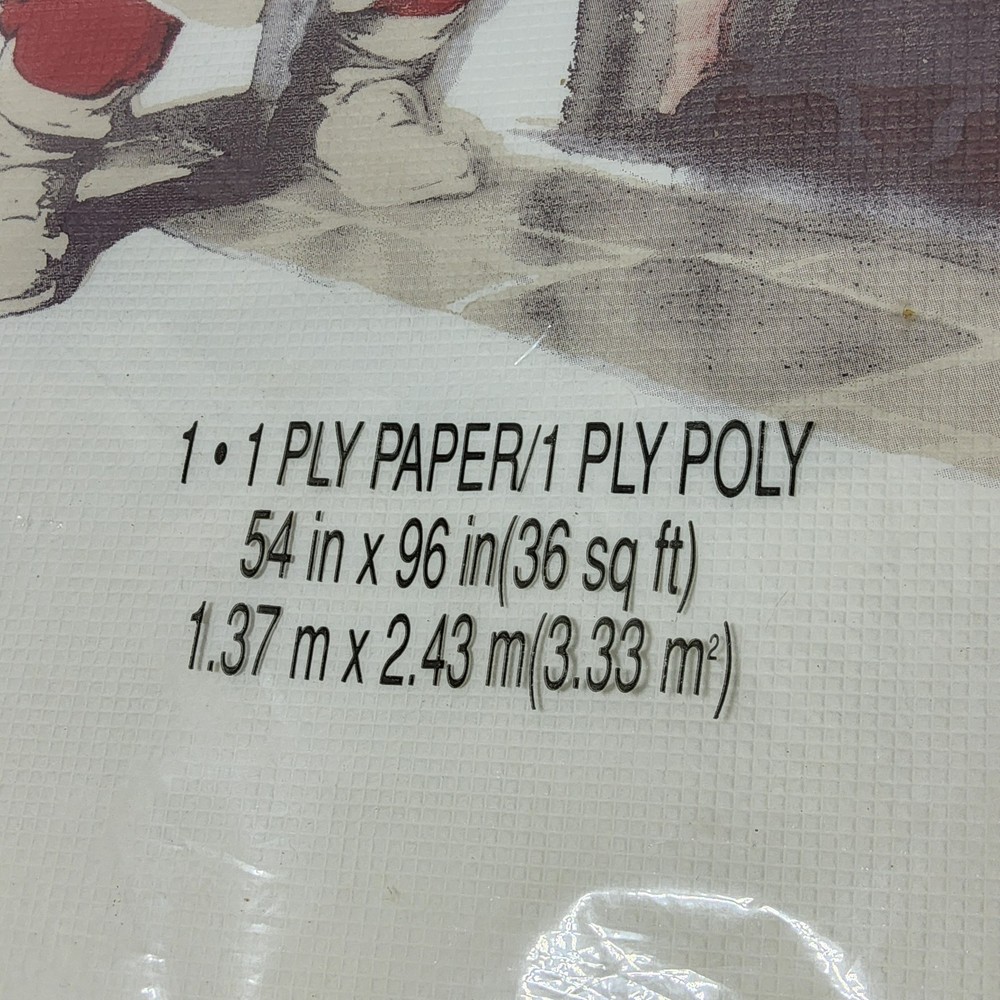 1 • 1 PLY PAPER/1 PLY POLY
54 in x 96 in(36 sq ft)
1.37 m x 2.43 m(3.33 m²)